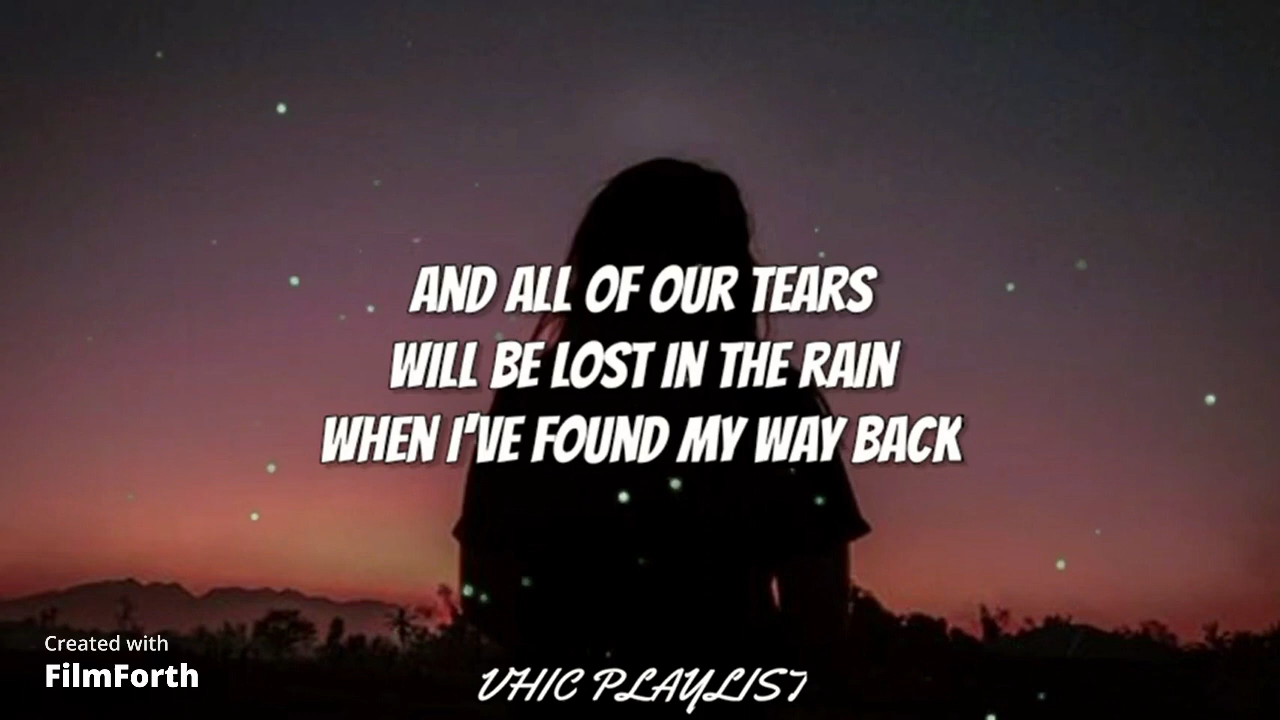 AND ALL OF OUR TEARS
WILL BE LOST IN THE RAIN
WHEN I'VE FOUND MY WAY BACK
Created with
FilmForth
VHIC PLAYLIST